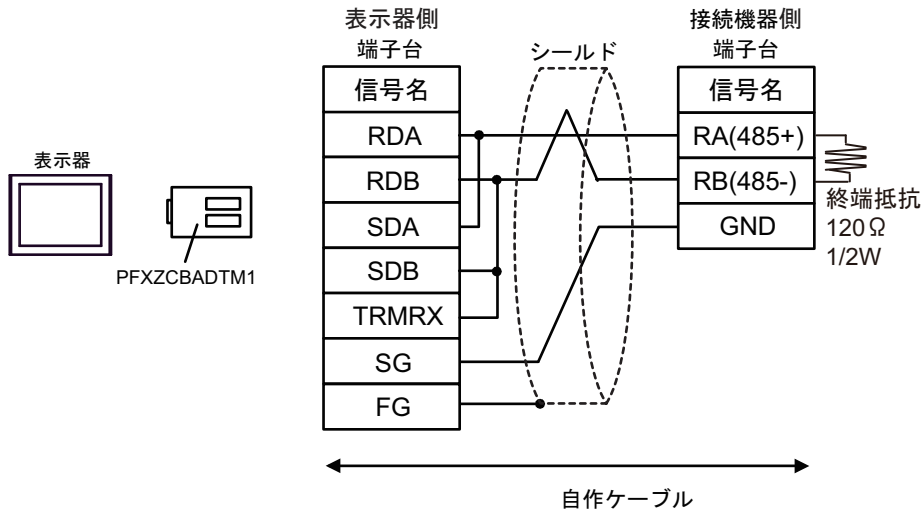 表示器側
端子台
信号名
RDA
RDB
SDA
SDB
TRMRX
SG
FG
シールド
接続機器側
端子台
信号名
RA(485+)
RB(485-)
GND
終端抵抗
120Ω
1/2W
表示器
PFXZCBADTM1
自作ケーブル